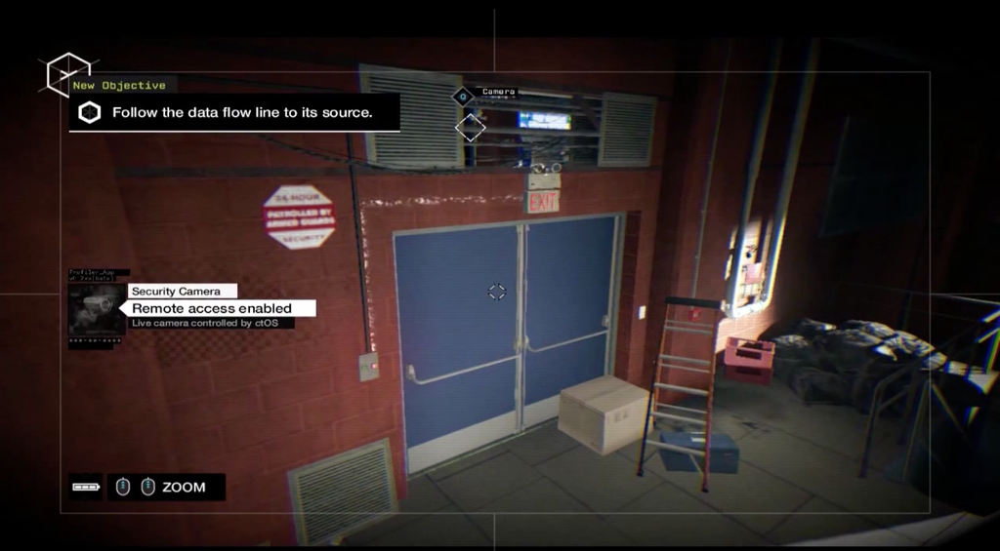 New Objective
Follow the data flow line to its source.
Camera
EXIT
24-HOUR
PATROLLED BY
ARMED GUARDS
SECURITY
Profiler_App
Security Camera
Remote access enabled
Live camera controlled by ctOS
ZOOM